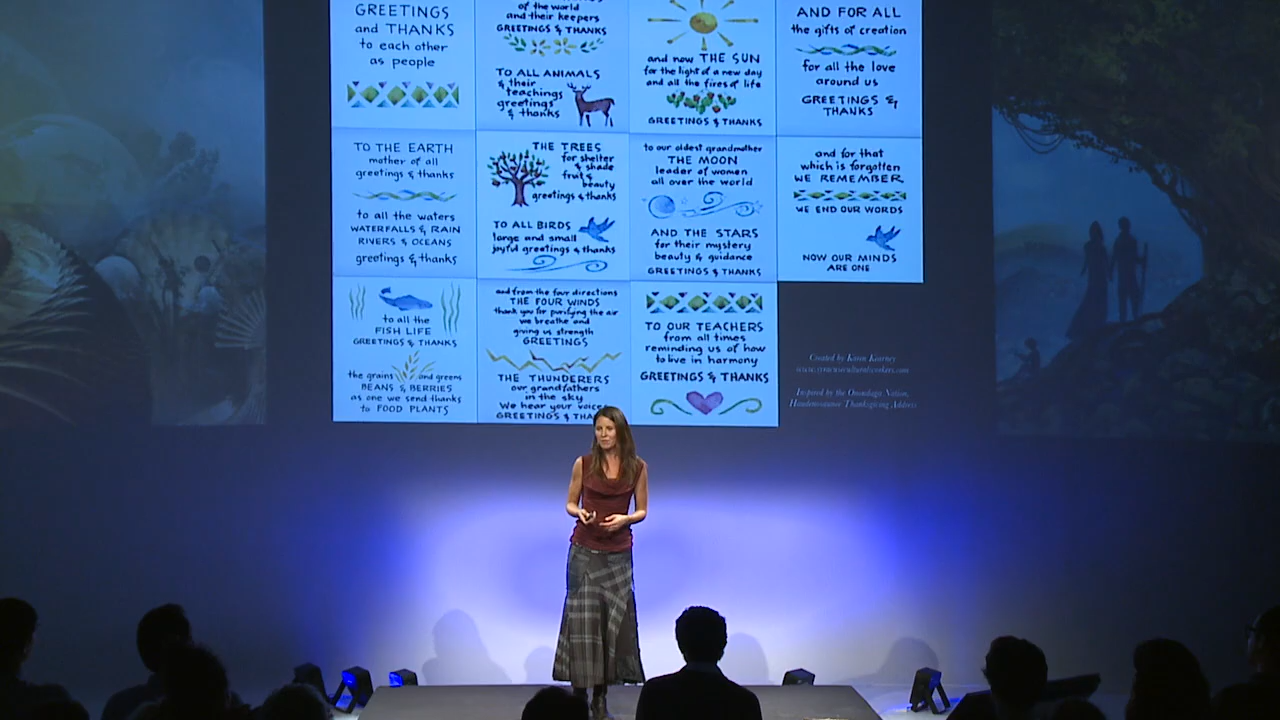 GREETINGS
and THANKS
to each other
as people
TO THE EARTH
mother of all
greetings & thanks
to all the waters
WATERFALLS & RAIN
RIVERS & OCEANS
greetings & thanks
to all the
FISH LIFE
GREETINGS & THANKS
the grains and greens
BEANS & BERRIES
as one we send thanks
to FOOD PLANTS
of the world
and their keepers
GREETINGS & THANKS
TO ALL ANIMALS
& their
teachings
greetings
& thanks
THE TREES
for shelter
& shade
fruit &
beauty
greetings & thanks
TO ALL BIRDS
large and small
joyful greetings & thanks
and from the four directions
THE FOUR WINDS
thank you for purifying the air
we breathe and
giving us strength
GREETINGS
THE THUNDERERS
our grandfathers
in the sky
We hear your
GREETINGS &
and now THE SUN
for the light of a new day
and all the fires of life
GREETINGS & THANKS
to our oldest grandmother
THE MOON
leader of women
all over the world
AND THE STARS
for their mystery
beauty & guidance
GREETINGS & THANKS
TO OUR TEACHERS
from all times
reminding us of how
to live in harmony
GREETINGS & THANKS
AND FOR ALL
the gifts of creation
for all the love
around us
GREETINGS &
THANKS
and for that
which is forgotten
WE REMEMBER
WE END OUR WORDS
NOW OUR MINDS
ARE ONE
Created by Karen Kearney
Inspired by the Onondaga Nation,
Haudenosaunee Thanksgiving Address